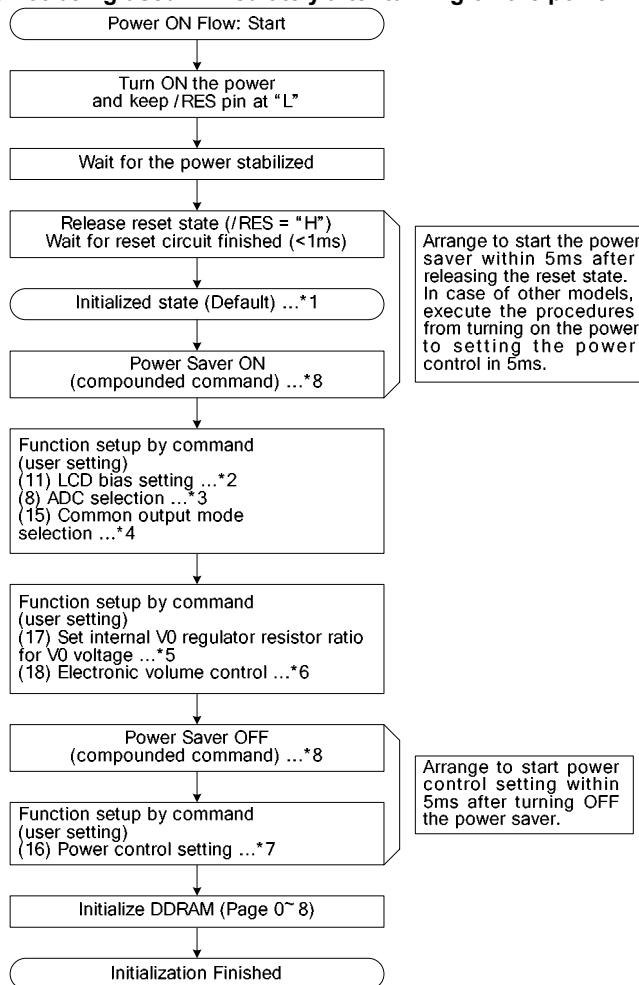 Power ON Flow: Start
Turn ON the power
and keep /RES pin at “L”
Wait for the power stabilized
Release reset state (/RES = “H”)
Wait for reset circuit finished (<1ms)
Initialized state (Default) ...*1
Power Saver ON
(compounded command) ...*8
Arrange to start the power
saver within 5ms after
releasing the reset state.
In case of other models,
execute the procedures
from turning on the power
to setting the power
control in 5ms.
Function setup by command
(user setting)
(11) LCD bias setting ...*2
(8) ADC selection ...*3
(15) Common output mode
selection ...*4
Function setup by command
(user setting)
(17) Set internal V0 regulator resistor ratio
for V0 voltage ...*5
(18) Electronic volume control ...*6
Power Saver OFF
(compounded command) ...*8
Function setup by command
(user setting)
(16) Power control setting ...*7
Arrange to start power
control setting within
5ms after turning OFF
the power saver.
Initialize DDRAM (Page 0~8)
Initialization Finished